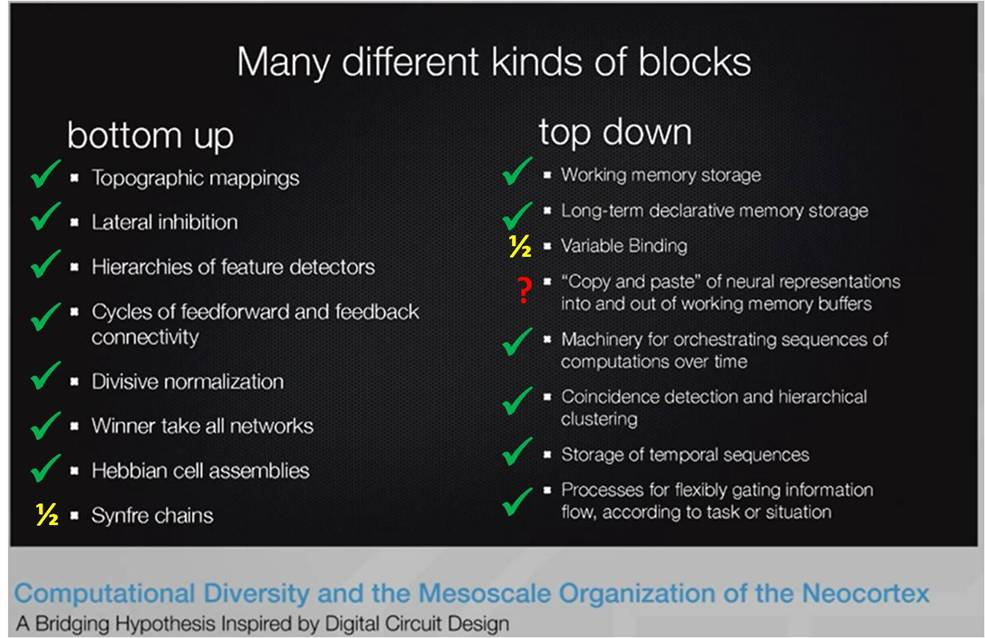 Many different kinds of blocks
bottom up
✓ ▪ Topographic mappings
✓ ▪ Lateral inhibition
✓ ▪ Hierarchies of feature detectors
✓ ▪ Cycles of feedforward and feedback
connectivity
✓ ▪ Divisive normalization
✓ ▪ Winner take all networks
✓ ▪ Hebbian cell assemblies
½ ▪ Synfre chains
top down
✓ ▪ Working memory storage
✓ ▪ Long-term declarative memory storage
½ ▪ Variable Binding
? ▪ “Copy and paste” of neural representations
into and out of working memory buffers
✓ ▪ Machinery for orchestrating sequences of
computations over time
✓ ▪ Coincidence detection and hierarchical
clustering
✓ ▪ Storage of temporal sequences
✓ ▪ Processes for flexibly gating information
flow, according to task or situation
Computational Diversity and the Mesoscale Organization of the Neocortex
A Bridging Hypothesis Inspired by Digital Circuit Design